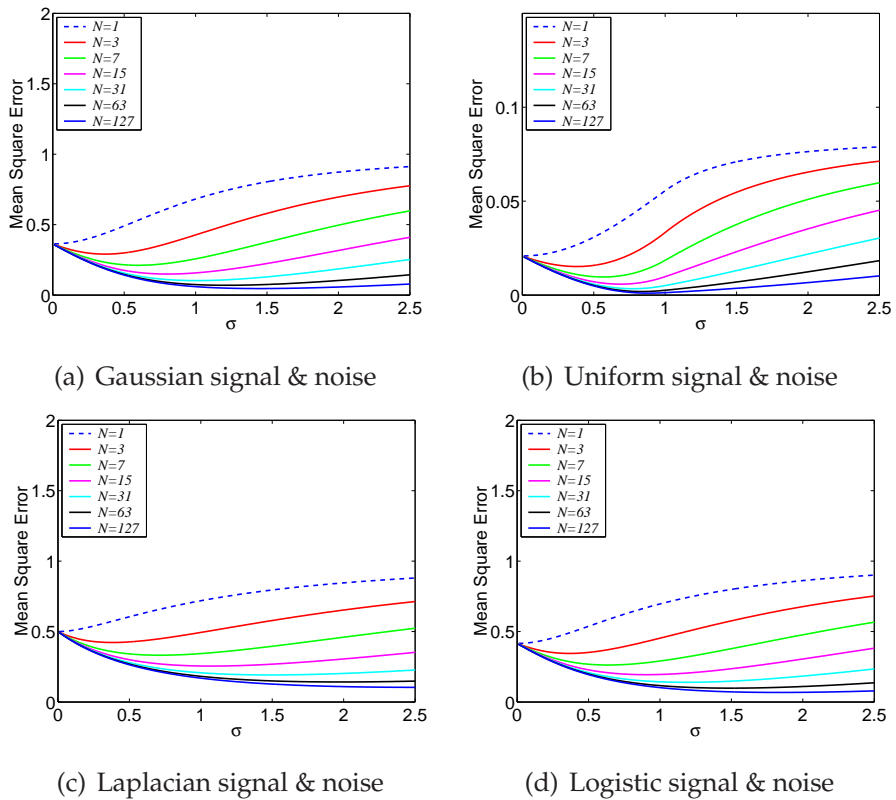 2
1.5
1
0.5
0
0
0.5
1
1.5
2
2.5
Mean Square Error
σ
N=1
N=3
N=7
N=15
N=31
N=63
N=127
(a) Gaussian signal & noise
0.1
0.05
0
0
0.5
1
1.5
2
2.5
Mean Square Error
σ
N=1
N=3
N=7
N=15
N=31
N=63
N=127
(b) Uniform signal & noise
2
1.5
1
0.5
0
0
0.5
1
1.5
2
2.5
Mean Square Error
σ
N=1
N=3
N=7
N=15
N=31
N=63
N=127
(c) Laplacian signal & noise
2
1.5
1
0.5
0
0
0.5
1
1.5
2
2.5
Mean Square Error
σ
N=1
N=3
N=7
N=15
N=31
N=63
N=127
(d) Logistic signal & noise